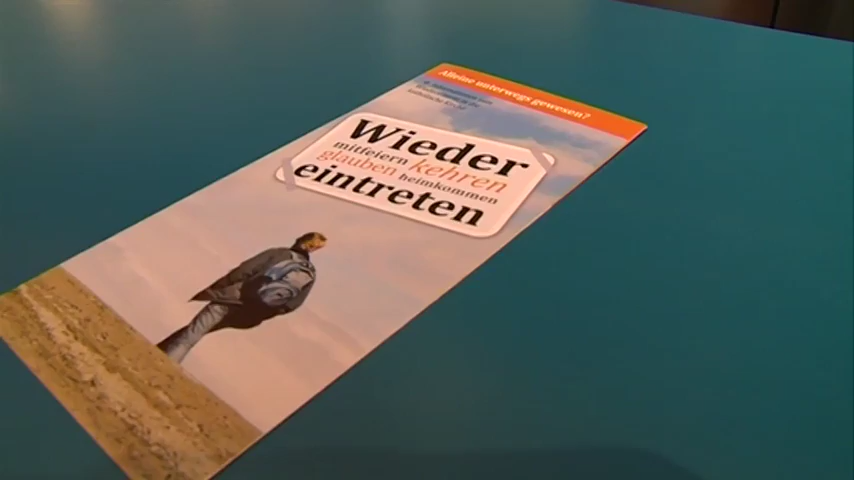 Alleine unterwegs gewesen?
Wieder
mitfeiern kehren
glauben heimkommen
eintreten